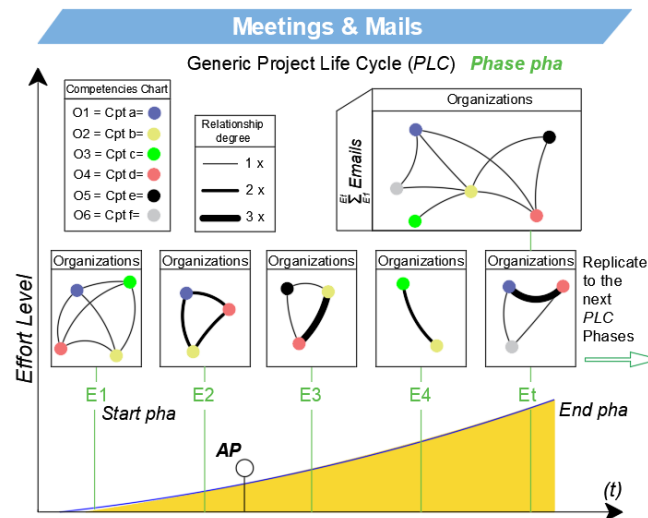 Meetings & Mails
Generic Project Life Cycle (PLC) Phase pha
Competencies Chart
O1 = Cpt a=
O2 = Cpt b=
O3 = Cpt c=
O4 = Cpt d=
O5 = Cpt e=
O6 = Cpt f=
Relationship
degree
1 x
2 x
3 x
Organizations
Et
∑ Emails
E1
Organizations
Organizations
Organizations
Organizations
Organizations
Replicate
to the
next
PLC
Phases
Effort Level
E1
E2
E3
E4
Et
Start pha
End pha
AP
(t)